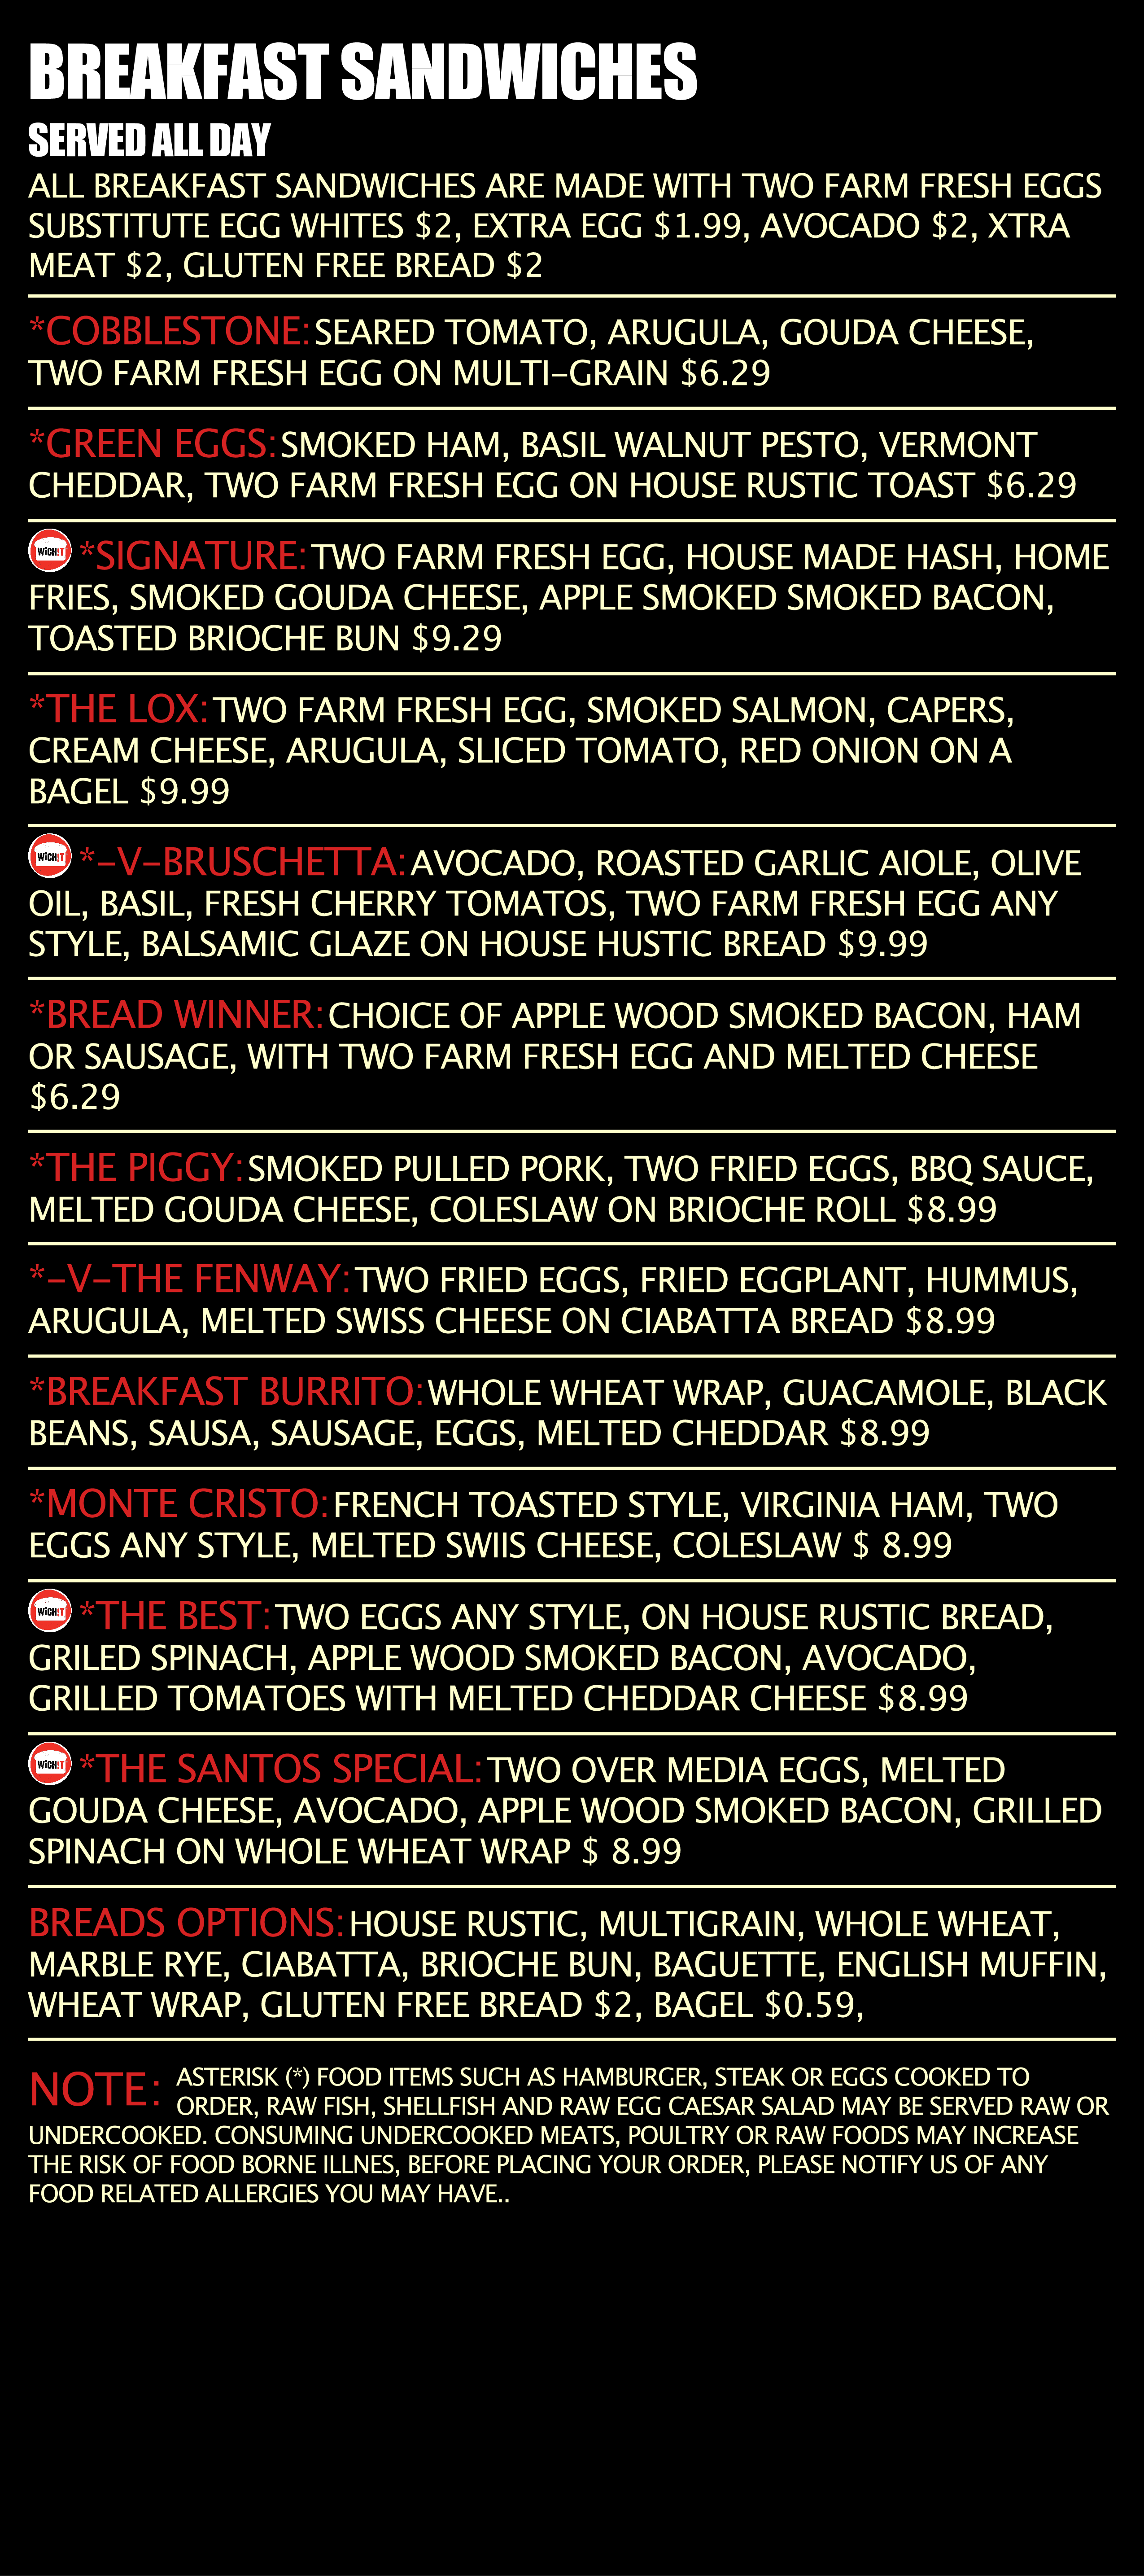 BREAKFAST SANDWICHES
SERVED ALL DAY
ALL BREAKFAST SANDWICHES ARE MADE WITH TWO FARM FRESH EGGS
SUBSTITUTE EGG WHITES $2, EXTRA EGG $1.99, AVOCADO $2, XTRA
MEAT $2, GLUTEN FREE BREAD $2
*COBBLESTONE: SEARED TOMATO, ARUGULA, GOUDA CHEESE,
TWO FARM FRESH EGG ON MULTI-GRAIN $6.29
*GREEN EGGS: SMOKED HAM, BASIL WALNUT PESTO, VERMONT
CHEDDAR, TWO FARM FRESH EGG ON HOUSE RUSTIC TOAST $6.29
WICH!T *SIGNATURE: TWO FARM FRESH EGG, HOUSE MADE HASH, HOME
FRIES, SMOKED GOUDA CHEESE, APPLE SMOKED SMOKED BACON,
TOASTED BRIOCHE BUN $9.29
*THE LOX: TWO FARM FRESH EGG, SMOKED SALMON, CAPERS,
CREAM CHEESE, ARUGULA, SLICED TOMATO, RED ONION ON A
BAGEL $9.99
WICH!T *-V-BRUSCHETTA: AVOCADO, ROASTED GARLIC AIOLE, OLIVE
OIL, BASIL, FRESH CHERRY TOMATOS, TWO FARM FRESH EGG ANY
STYLE, BALSAMIC GLAZE ON HOUSE HUSTIC BREAD $9.99
*BREAD WINNER: CHOICE OF APPLE WOOD SMOKED BACON, HAM
OR SAUSAGE, WITH TWO FARM FRESH EGG AND MELTED CHEESE
$6.29
*THE PIGGY: SMOKED PULLED PORK, TWO FRIED EGGS, BBQ SAUCE,
MELTED GOUDA CHEESE, COLESLAW ON BRIOCHE ROLL $8.99
*-V-THE FENWAY: TWO FRIED EGGS, FRIED EGGPLANT, HUMMUS,
ARUGULA, MELTED SWISS CHEESE ON CIABATTA BREAD $8.99
*BREAKFAST BURRITO: WHOLE WHEAT WRAP, GUACAMOLE, BLACK
BEANS, SAUSA, SAUSAGE, EGGS, MELTED CHEDDAR $8.99
*MONTE CRISTO: FRENCH TOASTED STYLE, VIRGINIA HAM, TWO
EGGS ANY STYLE, MELTED SWIIS CHEESE, COLESLAW $ 8.99
WICH!T *THE BEST: TWO EGGS ANY STYLE, ON HOUSE RUSTIC BREAD,
GRILED SPINACH, APPLE WOOD SMOKED BACON, AVOCADO,
GRILLED TOMATOES WITH MELTED CHEDDAR CHEESE $8.99
WICH!T *THE SANTOS SPECIAL: TWO OVER MEDIA EGGS, MELTED
GOUDA CHEESE, AVOCADO, APPLE WOOD SMOKED BACON, GRILLED
SPINACH ON WHOLE WHEAT WRAP $ 8.99
BREADS OPTIONS: HOUSE RUSTIC, MULTIGRAIN, WHOLE WHEAT,
MARBLE RYE, CIABATTA, BRIOCHE BUN, BAGUETTE, ENGLISH MUFFIN,
WHEAT WRAP, GLUTEN FREE BREAD $2, BAGEL $0.59,
NOTE: ASTERISK (*) FOOD ITEMS SUCH AS HAMBURGER, STEAK OR EGGS COOKED TO
ORDER, RAW FISH, SHELLFISH AND RAW EGG CAESAR SALAD MAY BE SERVED RAW OR
UNDERCOOKED. CONSUMING UNDERCOOKED MEATS, POULTRY OR RAW FOODS MAY INCREASE
THE RISK OF FOOD BORNE ILLNES, BEFORE PLACING YOUR ORDER, PLEASE NOTIFY US OF ANY
FOOD RELATED ALLERGIES YOU MAY HAVE..